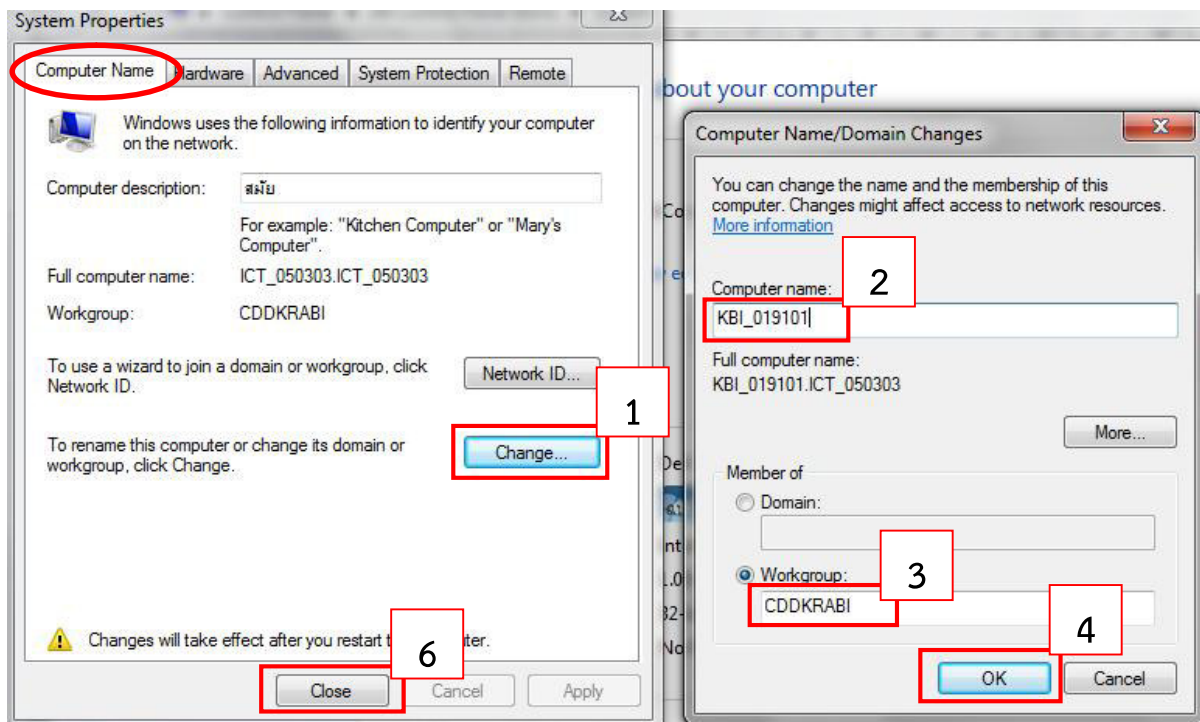 System Properties
Computer Name
Hardware
Advanced
System Protection
Remote
Windows uses the following information to identify your computer
on the network.
Computer description:
สมัย
For example: "Kitchen Computer" or "Mary's
Computer".
Full computer name:
ICT_050303.ICT_050303
Workgroup:
CDDKRABI
To use a wizard to join a domain or workgroup, click
Network ID.
Network ID...
1
To rename this computer or change its domain or
workgroup, click Change.
Change...
Changes will take effect after you restart
6
Close
Cancel
Apply
your computer
Computer Name/Domain Changes
You can change the name and the membership of this
computer. Changes might affect access to network resources.
More information
2
Computer name:
KBI_019101
Full computer name:
KBI_019101.ICT_050303
More...
Member of
Domain:
Workgroup:
3
CDDKRABI
4
OK
Cancel